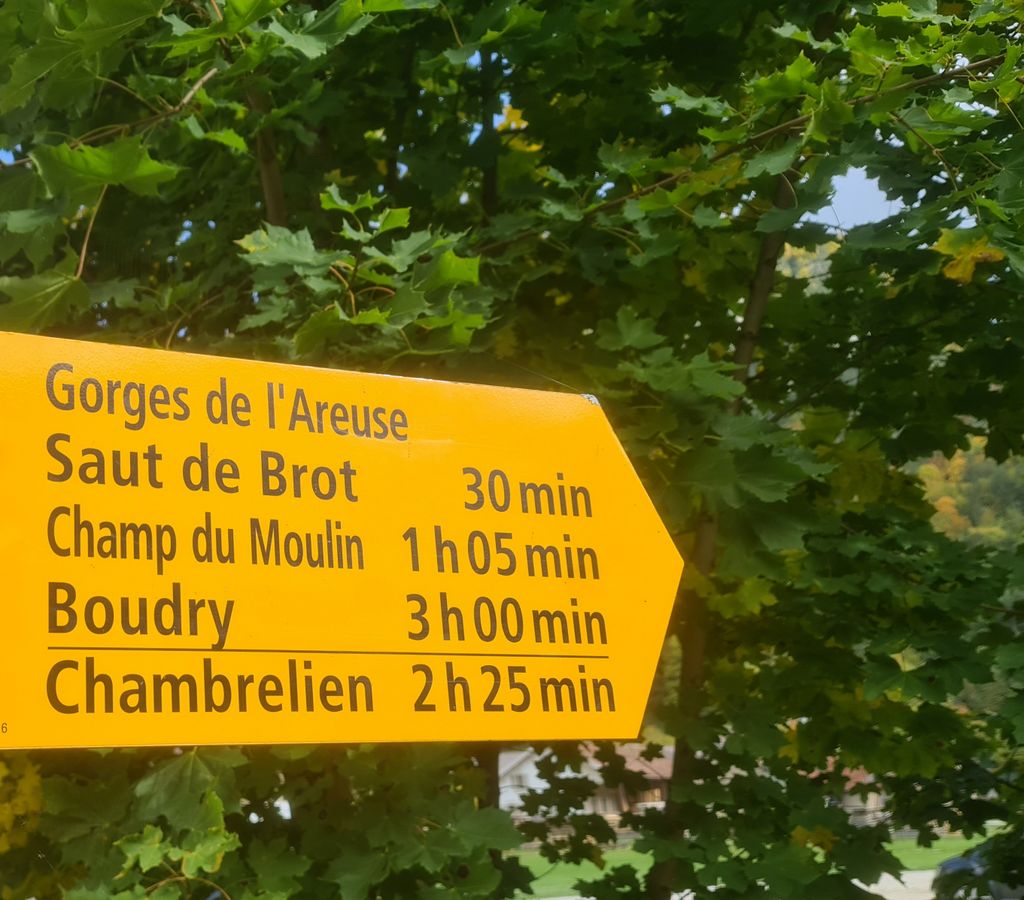 Gorges de l'Areuse
Saut de Brot 30 min
Champ du Moulin 1 h 05 min
Boudry 3 h 00 min
Chambrelien 2 h 25 min
6